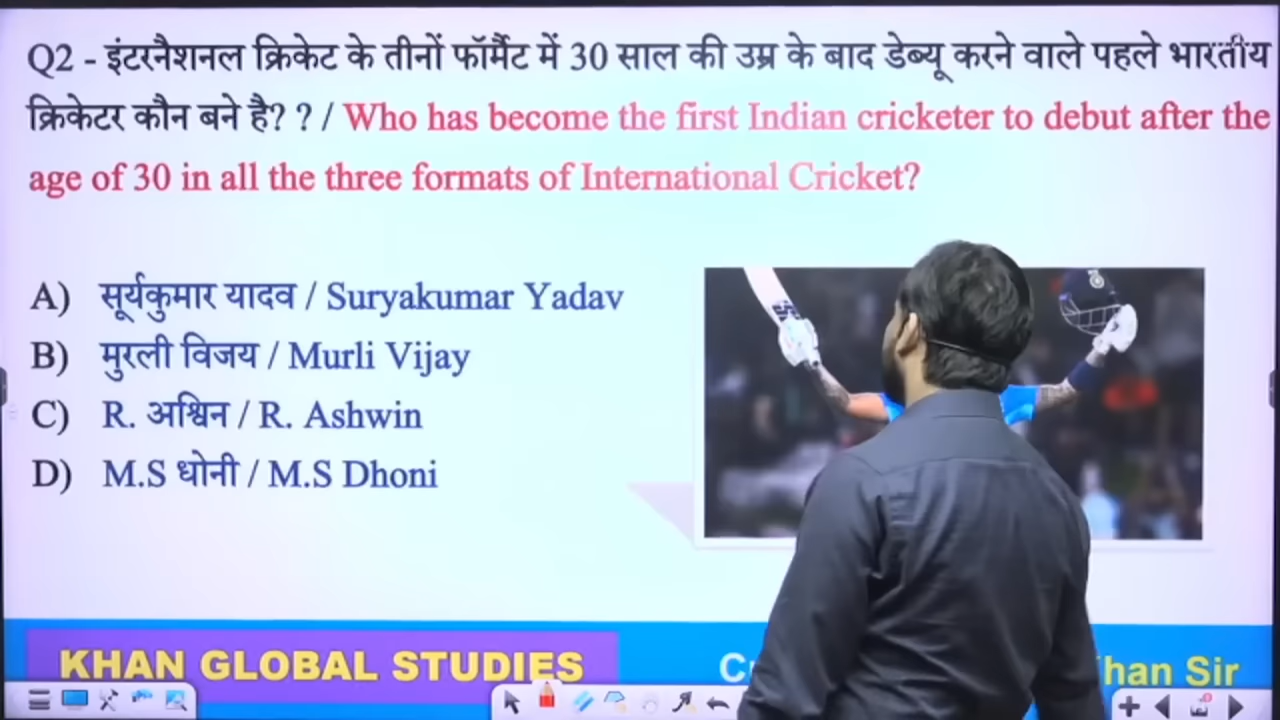 Q2 - इंटरनैशनल क्रिकेट के तीनों फॉर्मैट में 30 साल की उम्र के बाद डेब्यू करने वाले पहले भारतीय
क्रिकेटर कौन बने है? ? / Who has become the first Indian cricketer to debut after the
age of 30 in all the three formats of International Cricket?
A) सूर्यकुमार यादव / Suryakumar Yadav
B) मुरली विजय / Murli Vijay
C) R. अश्विन / R. Ashwin
D) M.S धोनी / M.S Dhoni
KHAN GLOBAL STUDIES
Sir